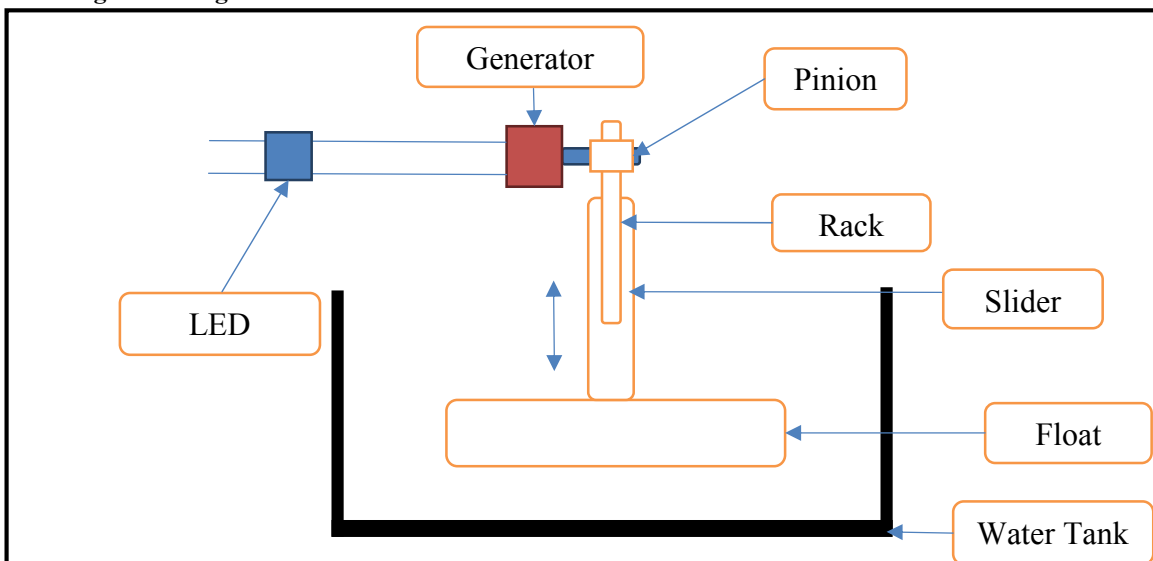 Generator
Pinion
Rack
LED
Slider
Float
Water Tank